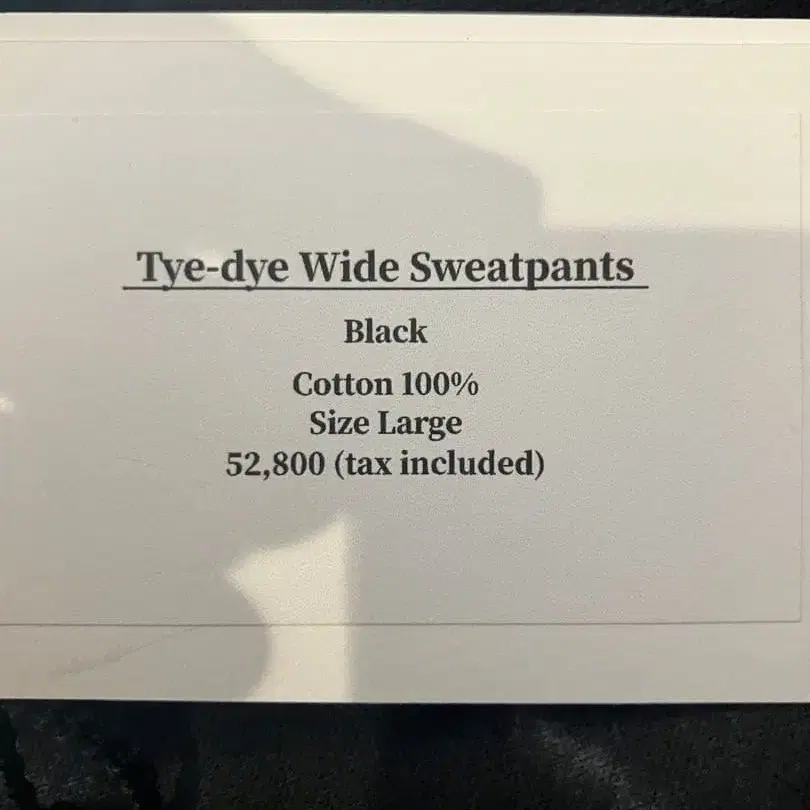 Tye-dye Wide Sweatpants
Black
Cotton 100%
Size Large
52,800 (tax included)